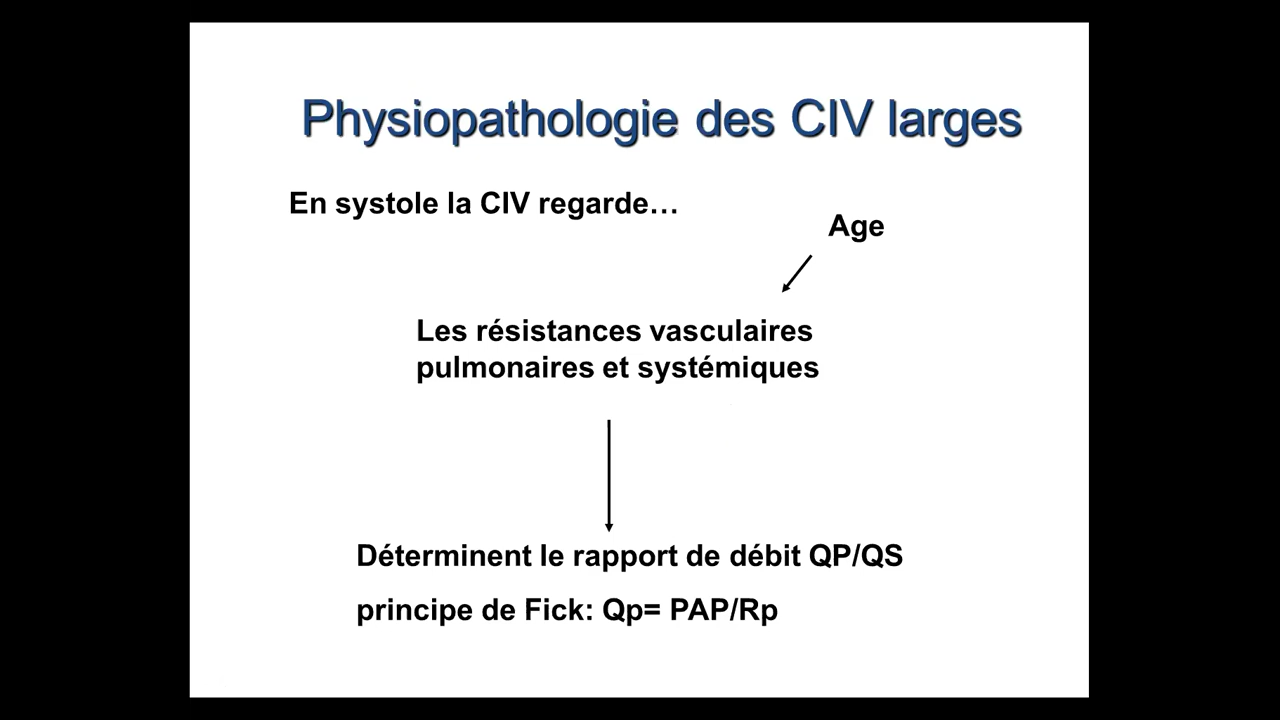 Physiopathologie des CIV larges
En systole la CIV regarde…
Age
Les résistances vasculaires
pulmonaires et systémiques
Déterminent le rapport de débit QP/QS
principe de Fick: Qp= PAP/Rp